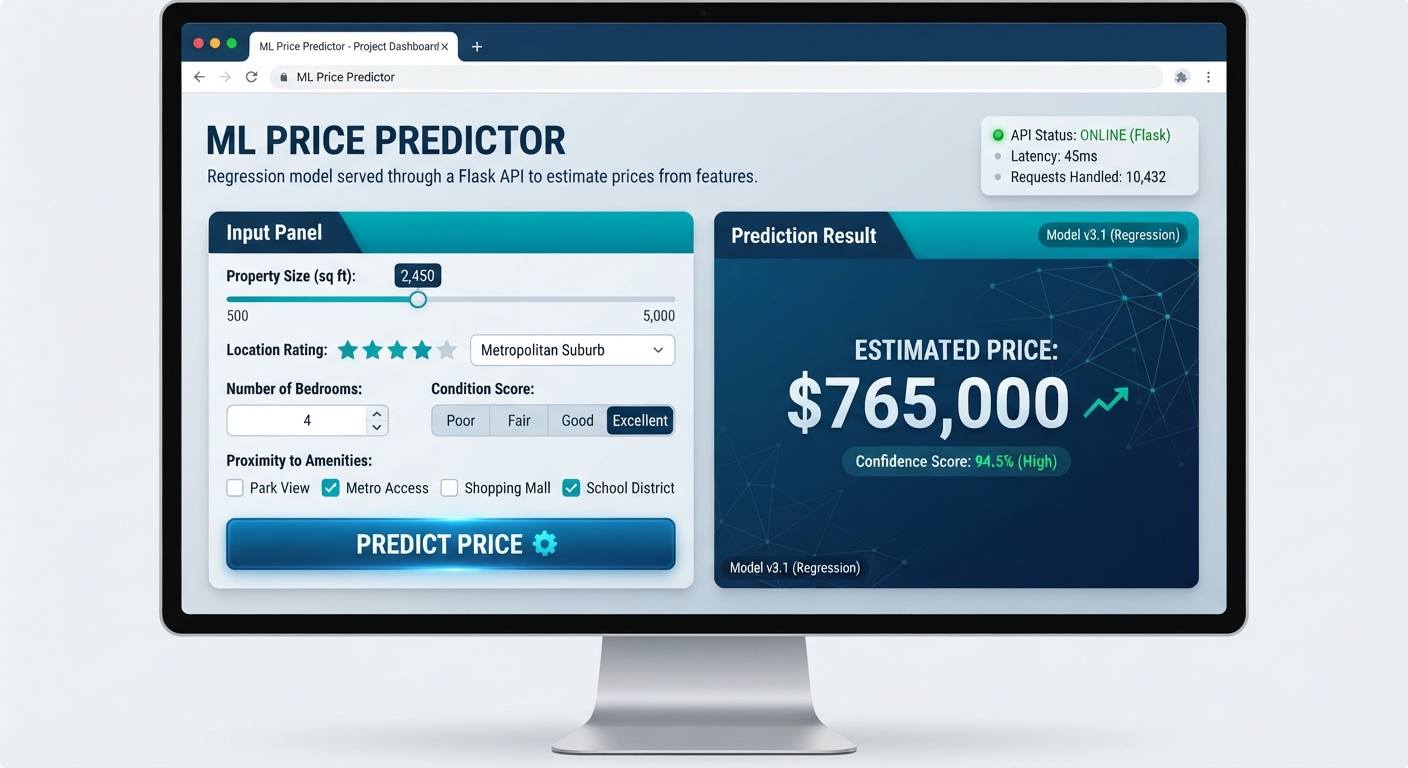 ML Price Predictor - Project Dashboard
ML Price Predictor
ML PRICE PREDICTOR
Regression model served through a Flask API to estimate prices from features.
API Status: ONLINE (Flask)
Latency: 45ms
Requests Handled: 10,432
Input Panel
Property Size (sq ft): 2,450
500 5,000
Location Rating: Metropolitan Suburb
Number of Bedrooms: Condition Score:
4 Poor Fair Good Excellent
Proximity to Amenities:
Park View Metro Access Shopping Mall School District
PREDICT PRICE
Prediction Result Model v3.1 (Regression)
ESTIMATED PRICE:
$765,000
Confidence Score: 94.5% (High)
Model v3.1 (Regression)